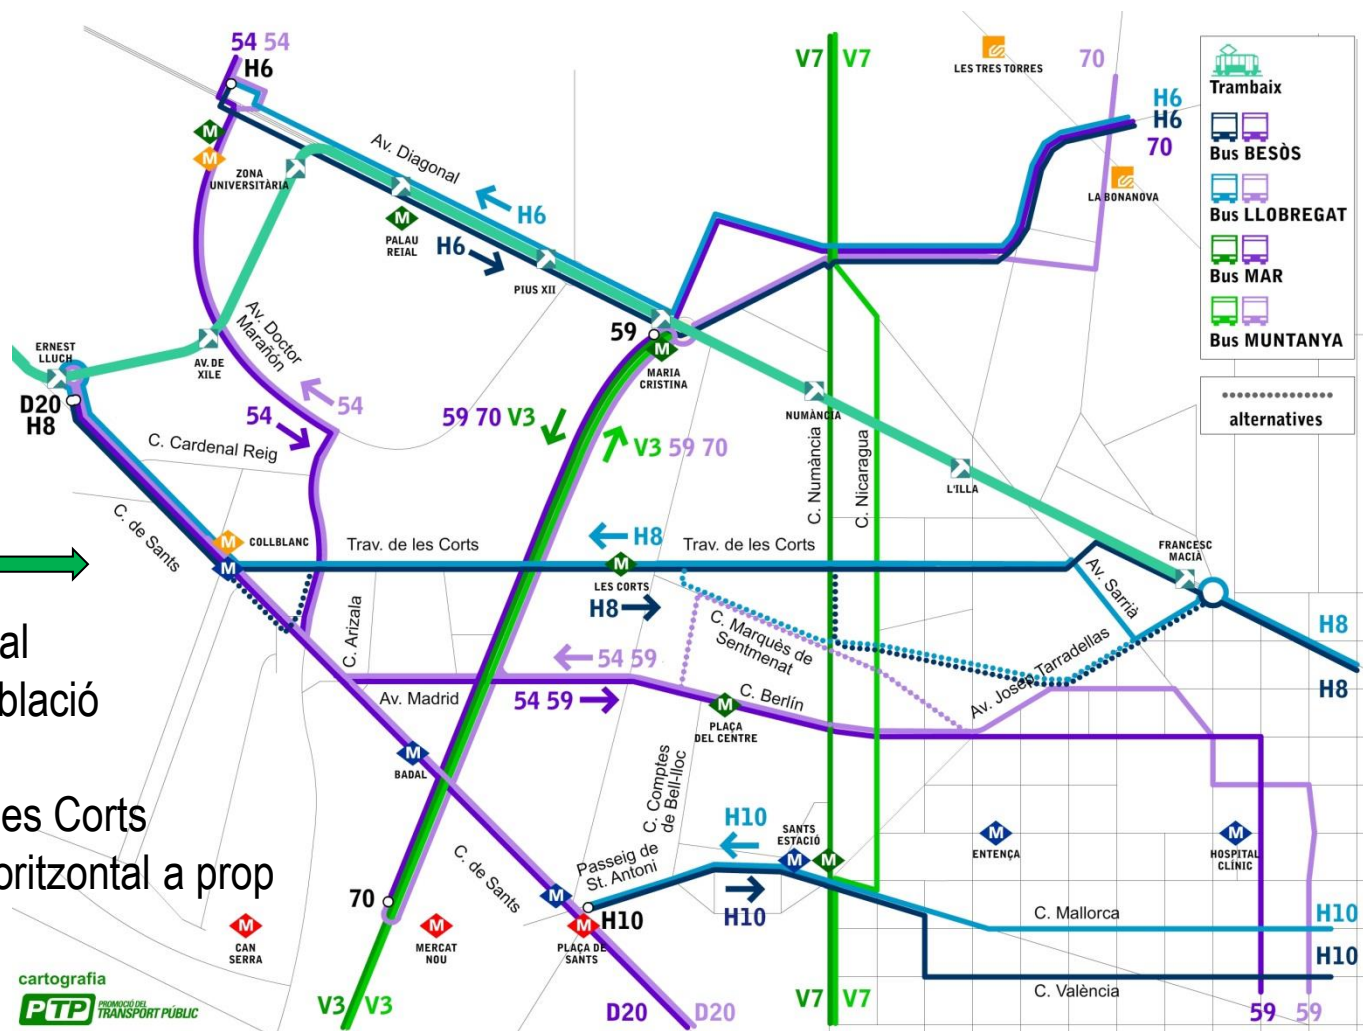 54 54
H6
V7 V7
LES TRES TORRES
70
H6
H6
70
Trambaix
Bus BESÒS
Bus LLOBREGAT
Bus MAR
Bus MUNTANYA
alternatives
M
M
ZONA
UNIVERSITÀRIA
Av. Diagonal
H6
M
PALAU
REIAL
H6
PIUS XII
LA BONANOVA
ERNEST
LLUCH
D20
H8
AV. DE
XILE
Av. Doctor
Marañón
54
54
59
M
MARIA
CRISTINA
59 70 V3
V3 59 70
NUMÀNCIA
L'ILLA
C. Numància
C. Nicaragua
C. Cardenal Reig
C. de Sants
M
COLLBLANC
M
Trav. de les Corts
H8
Trav. de les Corts
M
LES CORTS
H8
FRANCESC
MACIÀ
Av. Sarrià
H8
H8
C. Arizala
C. Marquès de
Sentmenat
Av. Josep Tarradellas
al
blació
54 59
Av. Madrid
54 59
C. Berlín
M
PLAÇA
DEL CENTRE
M
BADAL
C. Comptes
de Bell-lloc
les Corts
oritzontal a prop
H10
SANTS
ESTACIÓ
M
M
M
ENTENÇA
M
HOSPITAL
CLÍNIC
C. de Sants
Passeig de
St. Antoni
70
M
H10
H10
M
CAN
SERRA
M
MERCAT
NOU
M
PLAÇA DE
SANTS
C. Mallorca
H10
H10
C. València
cartografia
PTP PROMOCIÓ DEL
TRANSPORT PÚBLIC
V3 V3
D20 D20
V7 V7
59 59